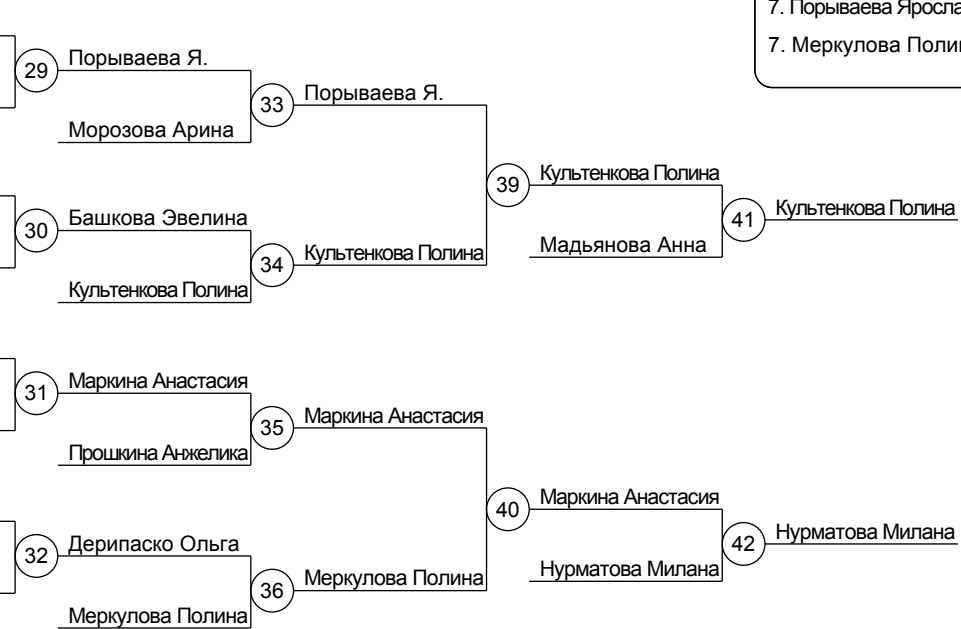 7. Порываева
7. Меркулова
29 Порываева Я.
33 Порываева Я.
Морозова Арина
39 Культенкова Полина
30 Башкова Эвелина
41 Культенкова Полина
34 Культенкова Полина
Мадьянова Анна
Культенкова Полина
31 Маркина Анастасия
35 Маркина Анастасия
Прошкина Анжелика
40 Маркина Анастасия
32 Дерипаско Ольга
42 Нурматова Милана
36 Меркулова Полина
Нурматова Милана
Меркулова Полина